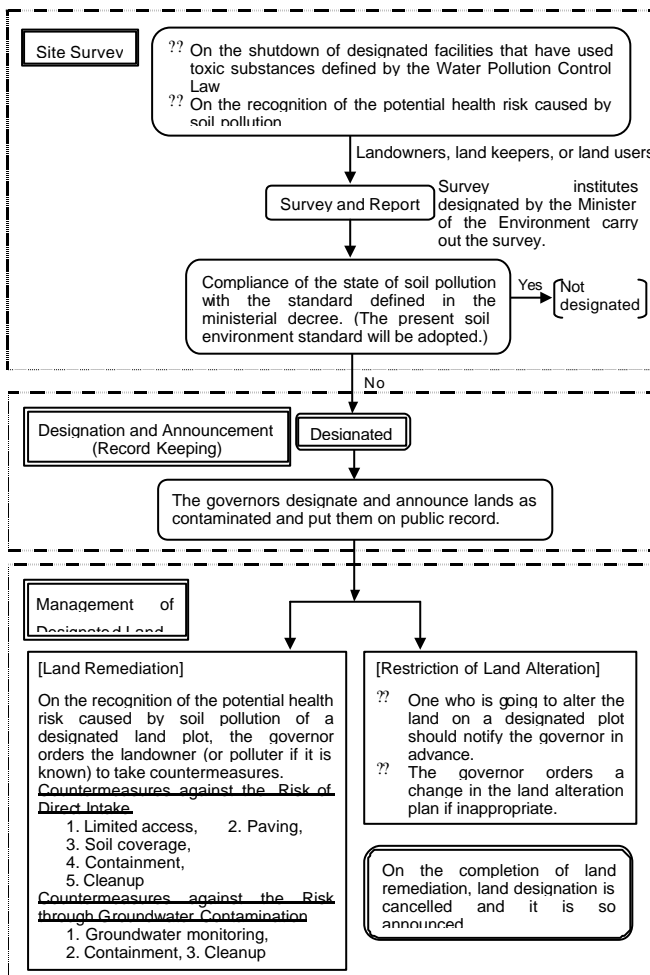 Site Survey
?? On the shutdown of designated facilities that have used
toxic substances defined by the Water Pollution Control
Law
?? On the recognition of the potential health risk caused by
soil pollution
Landowners, land keepers, or land users
Survey and Report
Survey institutes
designated by the Minister
of the Environment carry
out the survey.
Compliance of the state of soil pollution
with the standard defined in the
ministerial decree. (The present soil
environment standard will be adopted.)
Yes
Not
designated
No
Designation and Announcement
(Record Keeping)
Designated
The governors designate and announce lands as
contaminated and put them on public record.
Management of
Designated Land
[Land Remediation]
On the recognition of the potential health
risk caused by soil pollution of a
designated land plot, the governor
orders the landowner (or polluter if it is
known) to take countermeasures.
Countermeasures against the Risk of
Direct Intake
1. Limited access, 2. Paving,
3. Soil coverage,
4. Containment,
5. Cleanup
Countermeasures against the Risk
through Groundwater Contamination
1. Groundwater monitoring,
2. Containment, 3. Cleanup
[Restriction of Land Alteration]
?? One who is going to alter the
land on a designated plot
should notify the governor in
advance.
?? The governor orders a
change in the land alteration
plan if inappropriate.
On the completion of land
remediation, land designation is
cancelled and it is so
announced